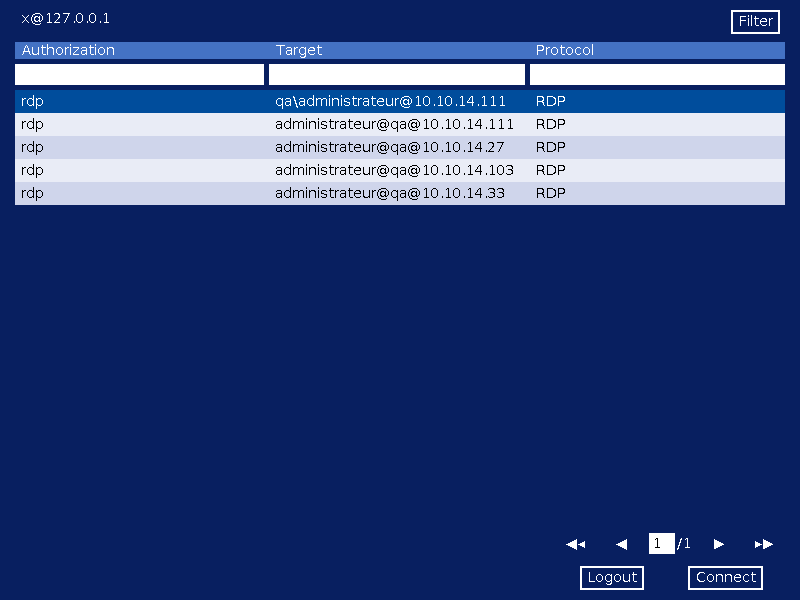 x@127.0.0.1
Filter
Authorization Target Protocol
rdp qa\administrateur@10.10.14.111 RDP
rdp administrateur@qa@10.10.14.111 RDP
rdp administrateur@qa@10.10.14.27 RDP
rdp administrateur@qa@10.10.14.103 RDP
rdp administrateur@qa@10.10.14.33 RDP
1 /1
Logout Connect